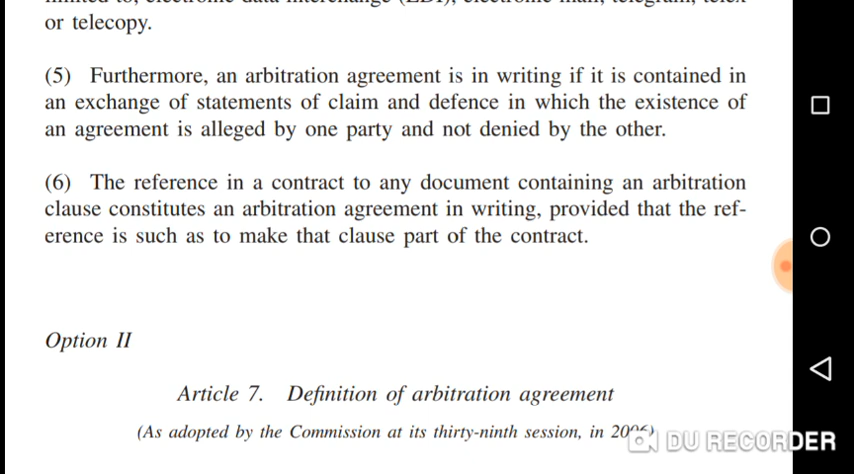 or telecopy.
(5) Furthermore, an arbitration agreement is in writing if it is contained in
an exchange of statements of claim and defence in which the existence of
an agreement is alleged by one party and not denied by the other.
(6) The reference in a contract to any document containing an arbitration
clause constitutes an arbitration agreement in writing, provided that the ref-
erence is such as to make that clause part of the contract.
Option II
Article 7. Definition of arbitration agreement
(As adopted by the Commission at its thirty-ninth session, in
DU RECORDER